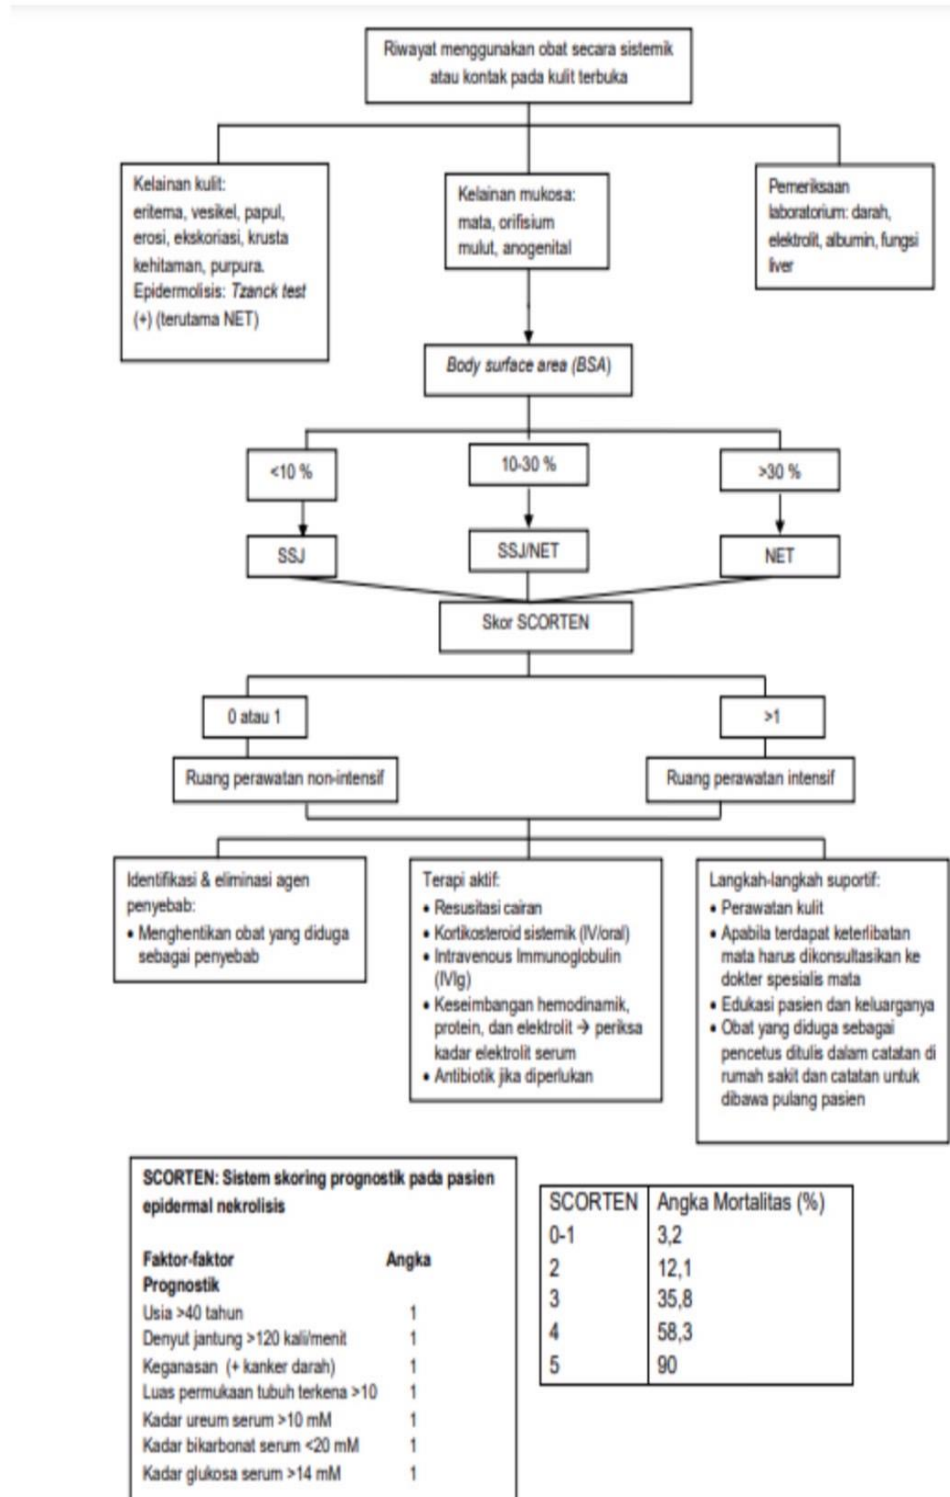 Riwayat menggunakan obat secara sistemik
atau kontak pada kulit terbuka
Kelainan kulit:
eritema, vesikel, papul,
erosi, ekskoriasi, krusta
kehitaman, purpura.
Epidermolisis: Tzanck test
(+) (terutama NET)
Kelainan mukosa:
mata, orifisium
mulut, anogenital
Pemeriksaan
laboratorium: darah,
elektrolit, albumin, fungsi
liver
Body surface area (BSA)
<10 %
10-30 %
>30 %
SSJ
SSJ/NET
NET
Skor SCORTEN
0 atau 1
>1
Ruang perawatan non-intensif
Ruang perawatan intensif
Identifikasi & eliminasi agen
penyebab:
• Menghentikan obat yang diduga
sebagai penyebab
Terapi aktif:
• Resusitasi cairan
• Kortikosteroid sistemik (IV/oral)
• Intravenous Immunoglobulin
(IVIg)
• Keseimbangan hemodinamik,
protein, dan elektrolit → periksa
kadar elektrolit serum
• Antibiotik jika diperlukan
Langkah-langkah suportif:
• Perawatan kulit
• Apabila terdapat keterlibatan
mata harus dikonsultasikan ke
dokter spesialis mata
• Edukasi pasien dan keluarganya
• Obat yang diduga sebagai
pencetus ditulis dalam catatan di
rumah sakit dan catatan untuk
dibawa pulang pasien
SCORTEN: Sistem skoring prognostik pada pasien
epidermal nekrolisis
Faktor-faktor Angka
Prognostik
Usia >40 tahun 1
Denyut jantung >120 kali/menit 1
Keganasan (+ kanker darah) 1
Luas permukaan tubuh terkena >10 1
Kadar ureum serum >10 mM 1
Kadar bikarbonat serum <20 mM 1
Kadar glukosa serum >14 mM 1
SCORTEN Angka Mortalitas (%)
0-1 3,2
2 12,1
3 35,8
4 58,3
5 90